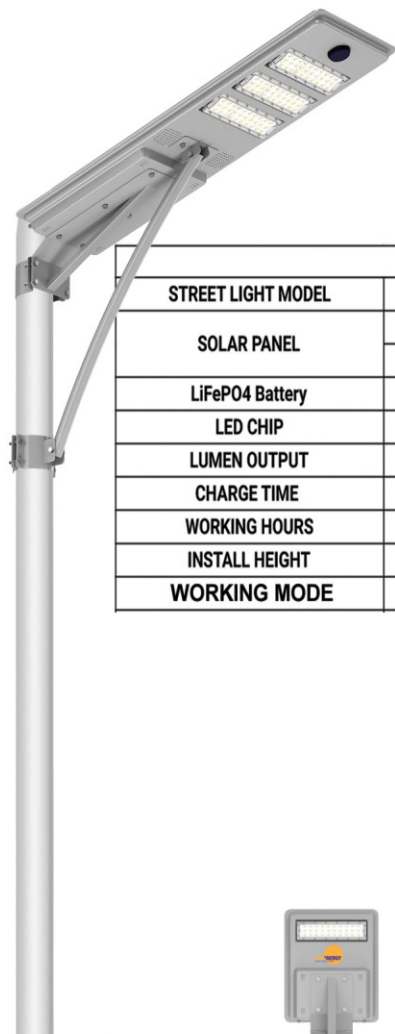 STREET LIGHT MODEL
SOLAR PANEL
LiFePO4 Battery
LED CHIP
LUMEN OUTPUT
CHARGE TIME
WORKING HOURS
INSTALL HEIGHT
WORKING MODE